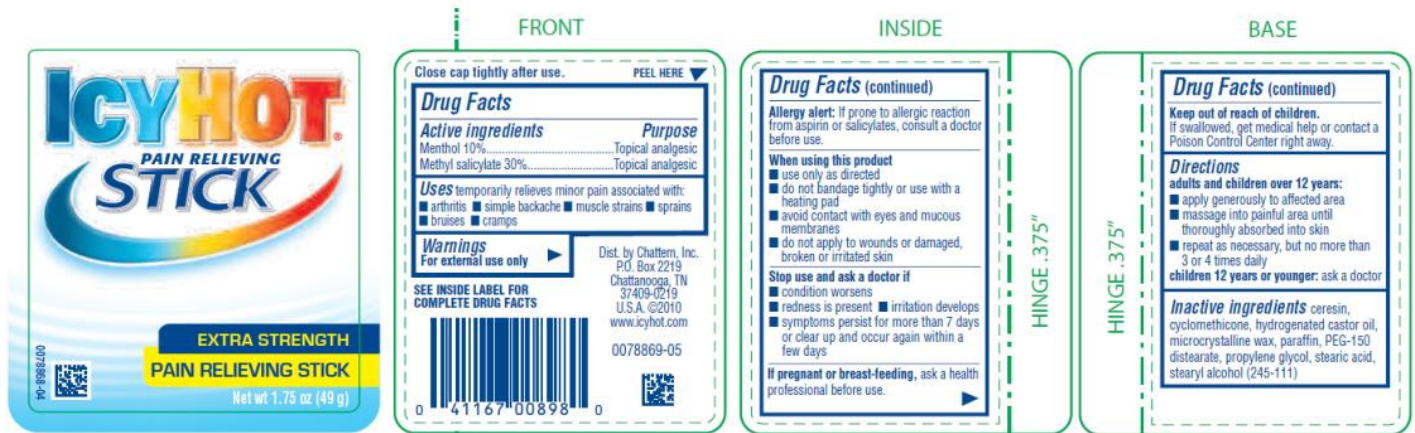 ICY HOT®
PAIN RELIEVING
STICK
EXTRA STRENGTH
PAIN RELIEVING STICK
Net wt 1.75 oz (49 g)
0078868-04
FRONT
Close cap tightly after use. PEEL HERE
Drug Facts
Active ingredients Purpose
Menthol 10%..................................Topical analgesic
Methyl salicylate 30%.....................Topical analgesic
Uses temporarily relieves minor pain associated with:
■ arthritis ■ simple backache ■ muscle strains ■ sprains
■ bruises ■ cramps
Warnings
For external use only
SEE INSIDE LABEL FOR
COMPLETE DRUG FACTS
Dist. by Chattem, Inc.
P.O. Box 2219
Chattanooga, TN
37409-0219
U.S.A. ©2010
www.icyhot.com
0078869-05
0 41167 00898 0
INSIDE
Drug Facts (continued)
Allergy alert: If prone to allergic reaction
from aspirin or salicylates, consult a doctor
before use.
When using this product
■ use only as directed
■ do not bandage tightly or use with a
heating pad
■ avoid contact with eyes and mucous
membranes
■ do not apply to wounds or damaged,
broken or irritated skin
Stop use and ask a doctor if
■ condition worsens
■ redness is present ■ irritation develops
■ symptoms persist for more than 7 days
or clear up and occur again within a
few days
If pregnant or breast-feeding, ask a health
professional before use.
HINGE .375"
BASE
HINGE .375"
Drug Facts (continued)
Keep out of reach of children.
If swallowed, get medical help or contact a
Poison Control Center right away.
Directions
adults and children over 12 years:
■ apply generously to affected area
■ massage into painful area until
thoroughly absorbed into skin
■ repeat as necessary, but no more than
3 or 4 times daily
children 12 years or younger: ask a doctor
Inactive ingredients ceresin,
cyclomethicone, hydrogenated castor oil,
microcrystalline wax, paraffin, PEG-150
distearate, propylene glycol, stearic acid,
stearyl alcohol (245-111)